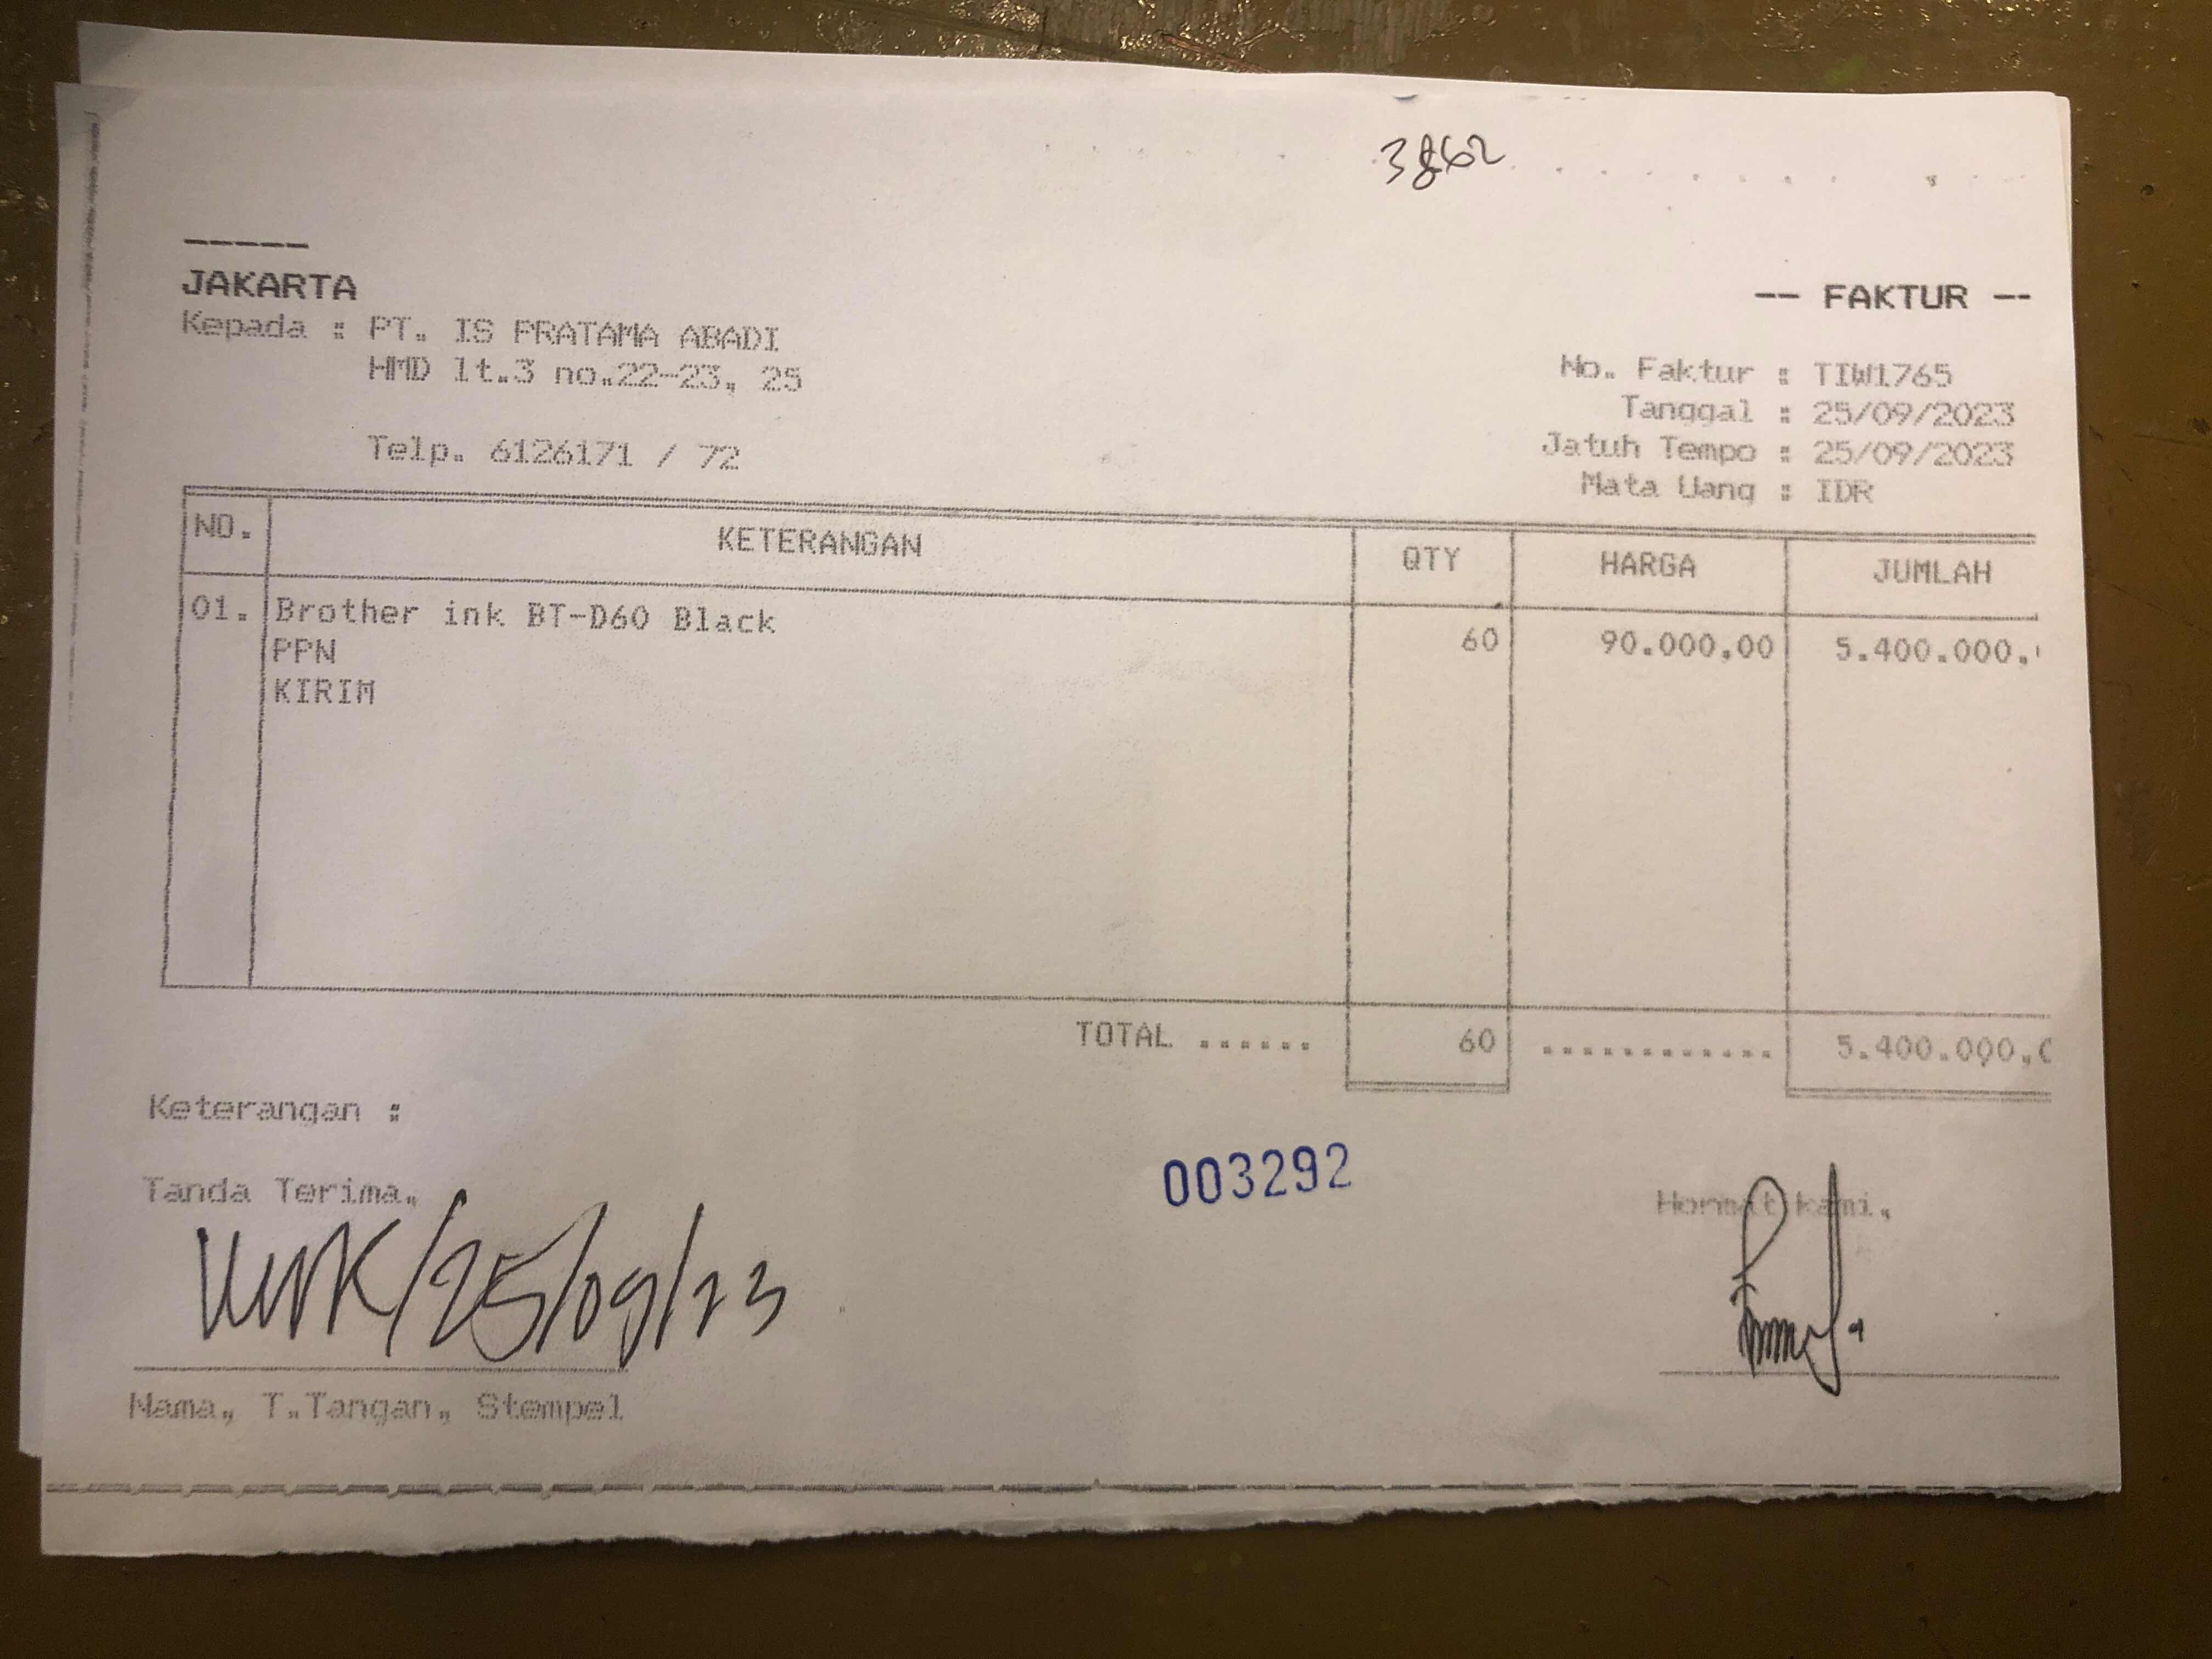 3862
-----
JAKARTA
-- FAKTUR --
Kepada : PT. IS PRATAMA ABADI
HMD lt.3 no.22-23, 25
Telp. 6126171 / 72
No. Faktur : TIW1765
Tanggal : 25/09/2023
Jatuh Tempo : 25/09/2023
Mata Uang : IDR
NO. KETERANGAN QTY HARGA JUMLAH
01. Brother ink BT-D60 Black 60 90.000,00 5.400.000,
PPN
KIRIM
TOTAL ...... 60 ............ 5.400.000,0
Keterangan :
003292
Tanda Terima,
Hormat kami,
/25/09/23
Nama, T.Tangan, Stempel